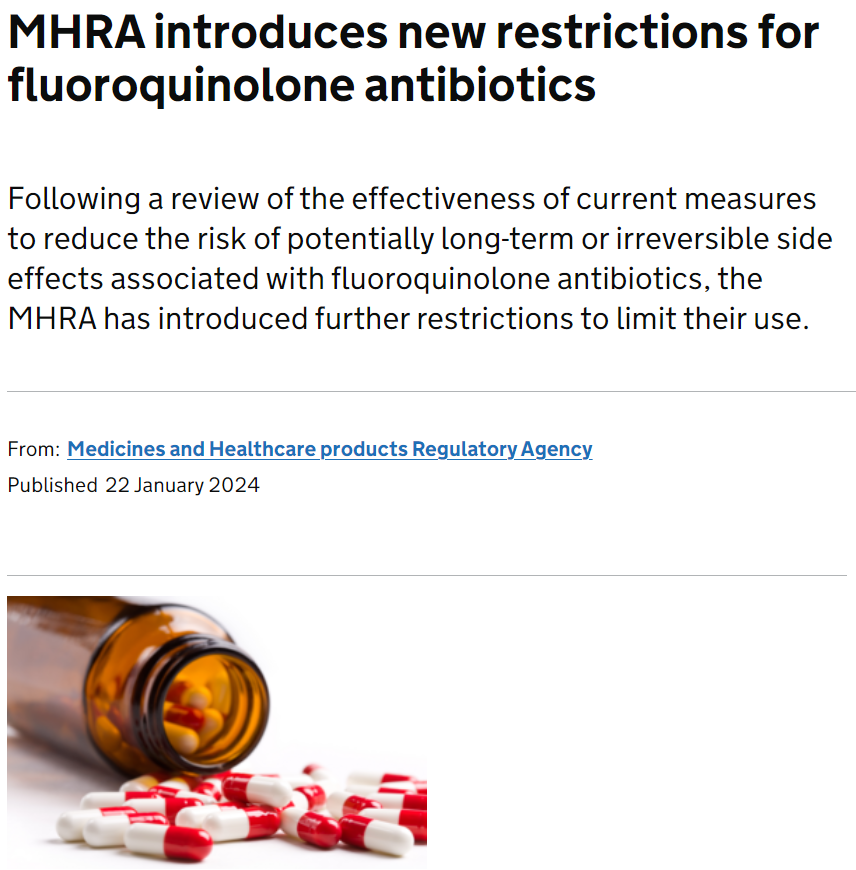 MHRA introduces new restrictions for
fluoroquinolone antibiotics
Following a review of the effectiveness of current measures
to reduce the risk of potentially long-term or irreversible side
effects associated with fluoroquinolone antibiotics, the
MHRA has introduced further restrictions to limit their use.
From: Medicines and Healthcare products Regulatory Agency
Published 22 January 2024